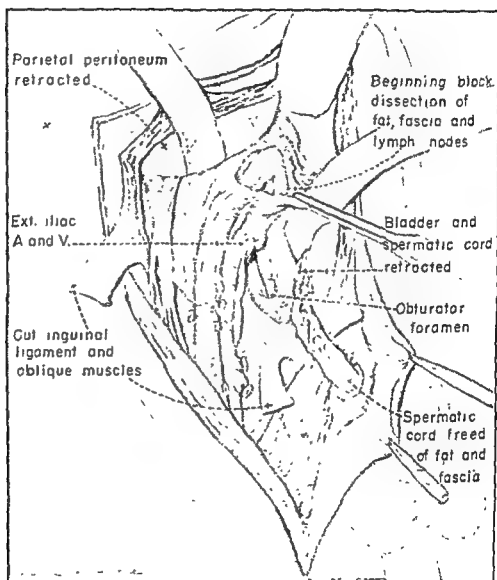 Parietal peritoneum
retracted
Beginning block
dissection of
fat, fascia and
lymph nodes
Ext. iliac
A and V.
Bladder and
spermatic cord
retracted
Obturator
foramen
Cut inguinal
ligament and
oblique muscles
Spermatic
cord freed
of fat and
fascia